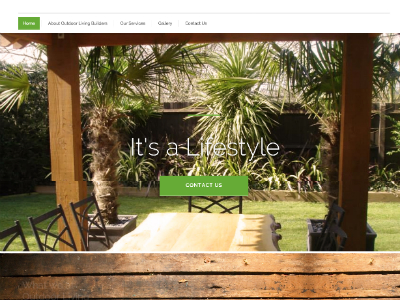 Home
About Outdoor Living Builders
Our Services
Gallery
Contact Us
It's a Lifestyle
CONTACT US